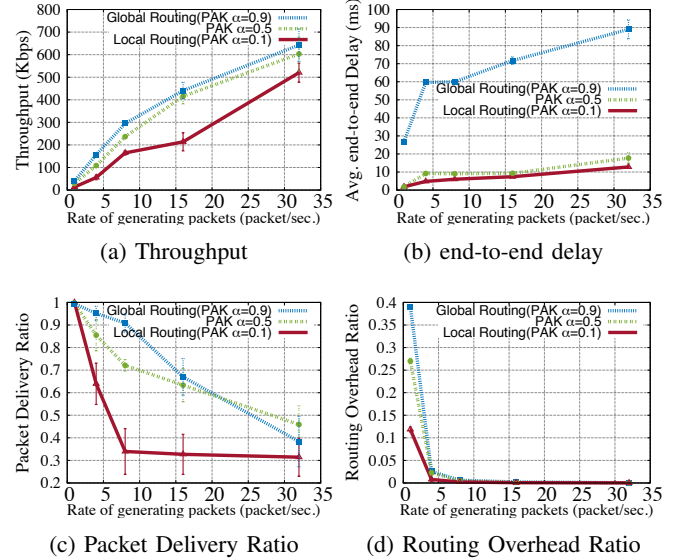 Throughput (Kbps)
800
700
600
500
400
300
200
100
0
Global Routing(PAK α=0.9)
PAK α=0.5
Local Routing(PAK α=0.1)
0 5 10 15 20 25 30 35
Rate of generating packets (packet/sec.)
(a) Throughput
Avg. end-to-end Delay (ms)
100
90
80
70
60
50
40
30
20
10
0
Global Routing(PAK α=0.9)
PAK α=0.5
Local Routing(PAK α=0.1)
0 5 10 15 20 25 30 35
Rate of generating packets (packet/sec.)
(b) end-to-end delay
Packet Delivery Ratio
1
0.9
0.8
0.7
0.6
0.5
0.4
0.3
0.2
Global Routing(PAK α=0.9)
PAK α=0.5
Local Routing(PAK α=0.1)
0 5 10 15 20 25 30 35
Rate of generating packets (packet/sec.)
(c) Packet Delivery Ratio
Routing Overhead Ratio
0.4
0.35
0.3
0.25
0.2
0.15
0.1
0.05
0
Global Routing(PAK α=0.9)
PAK α=0.5
Local Routing(PAK α=0.1)
0 5 10 15 20 25 30 35
Rate of generating packets (packet/sec.)
(d) Routing Overhead Ratio